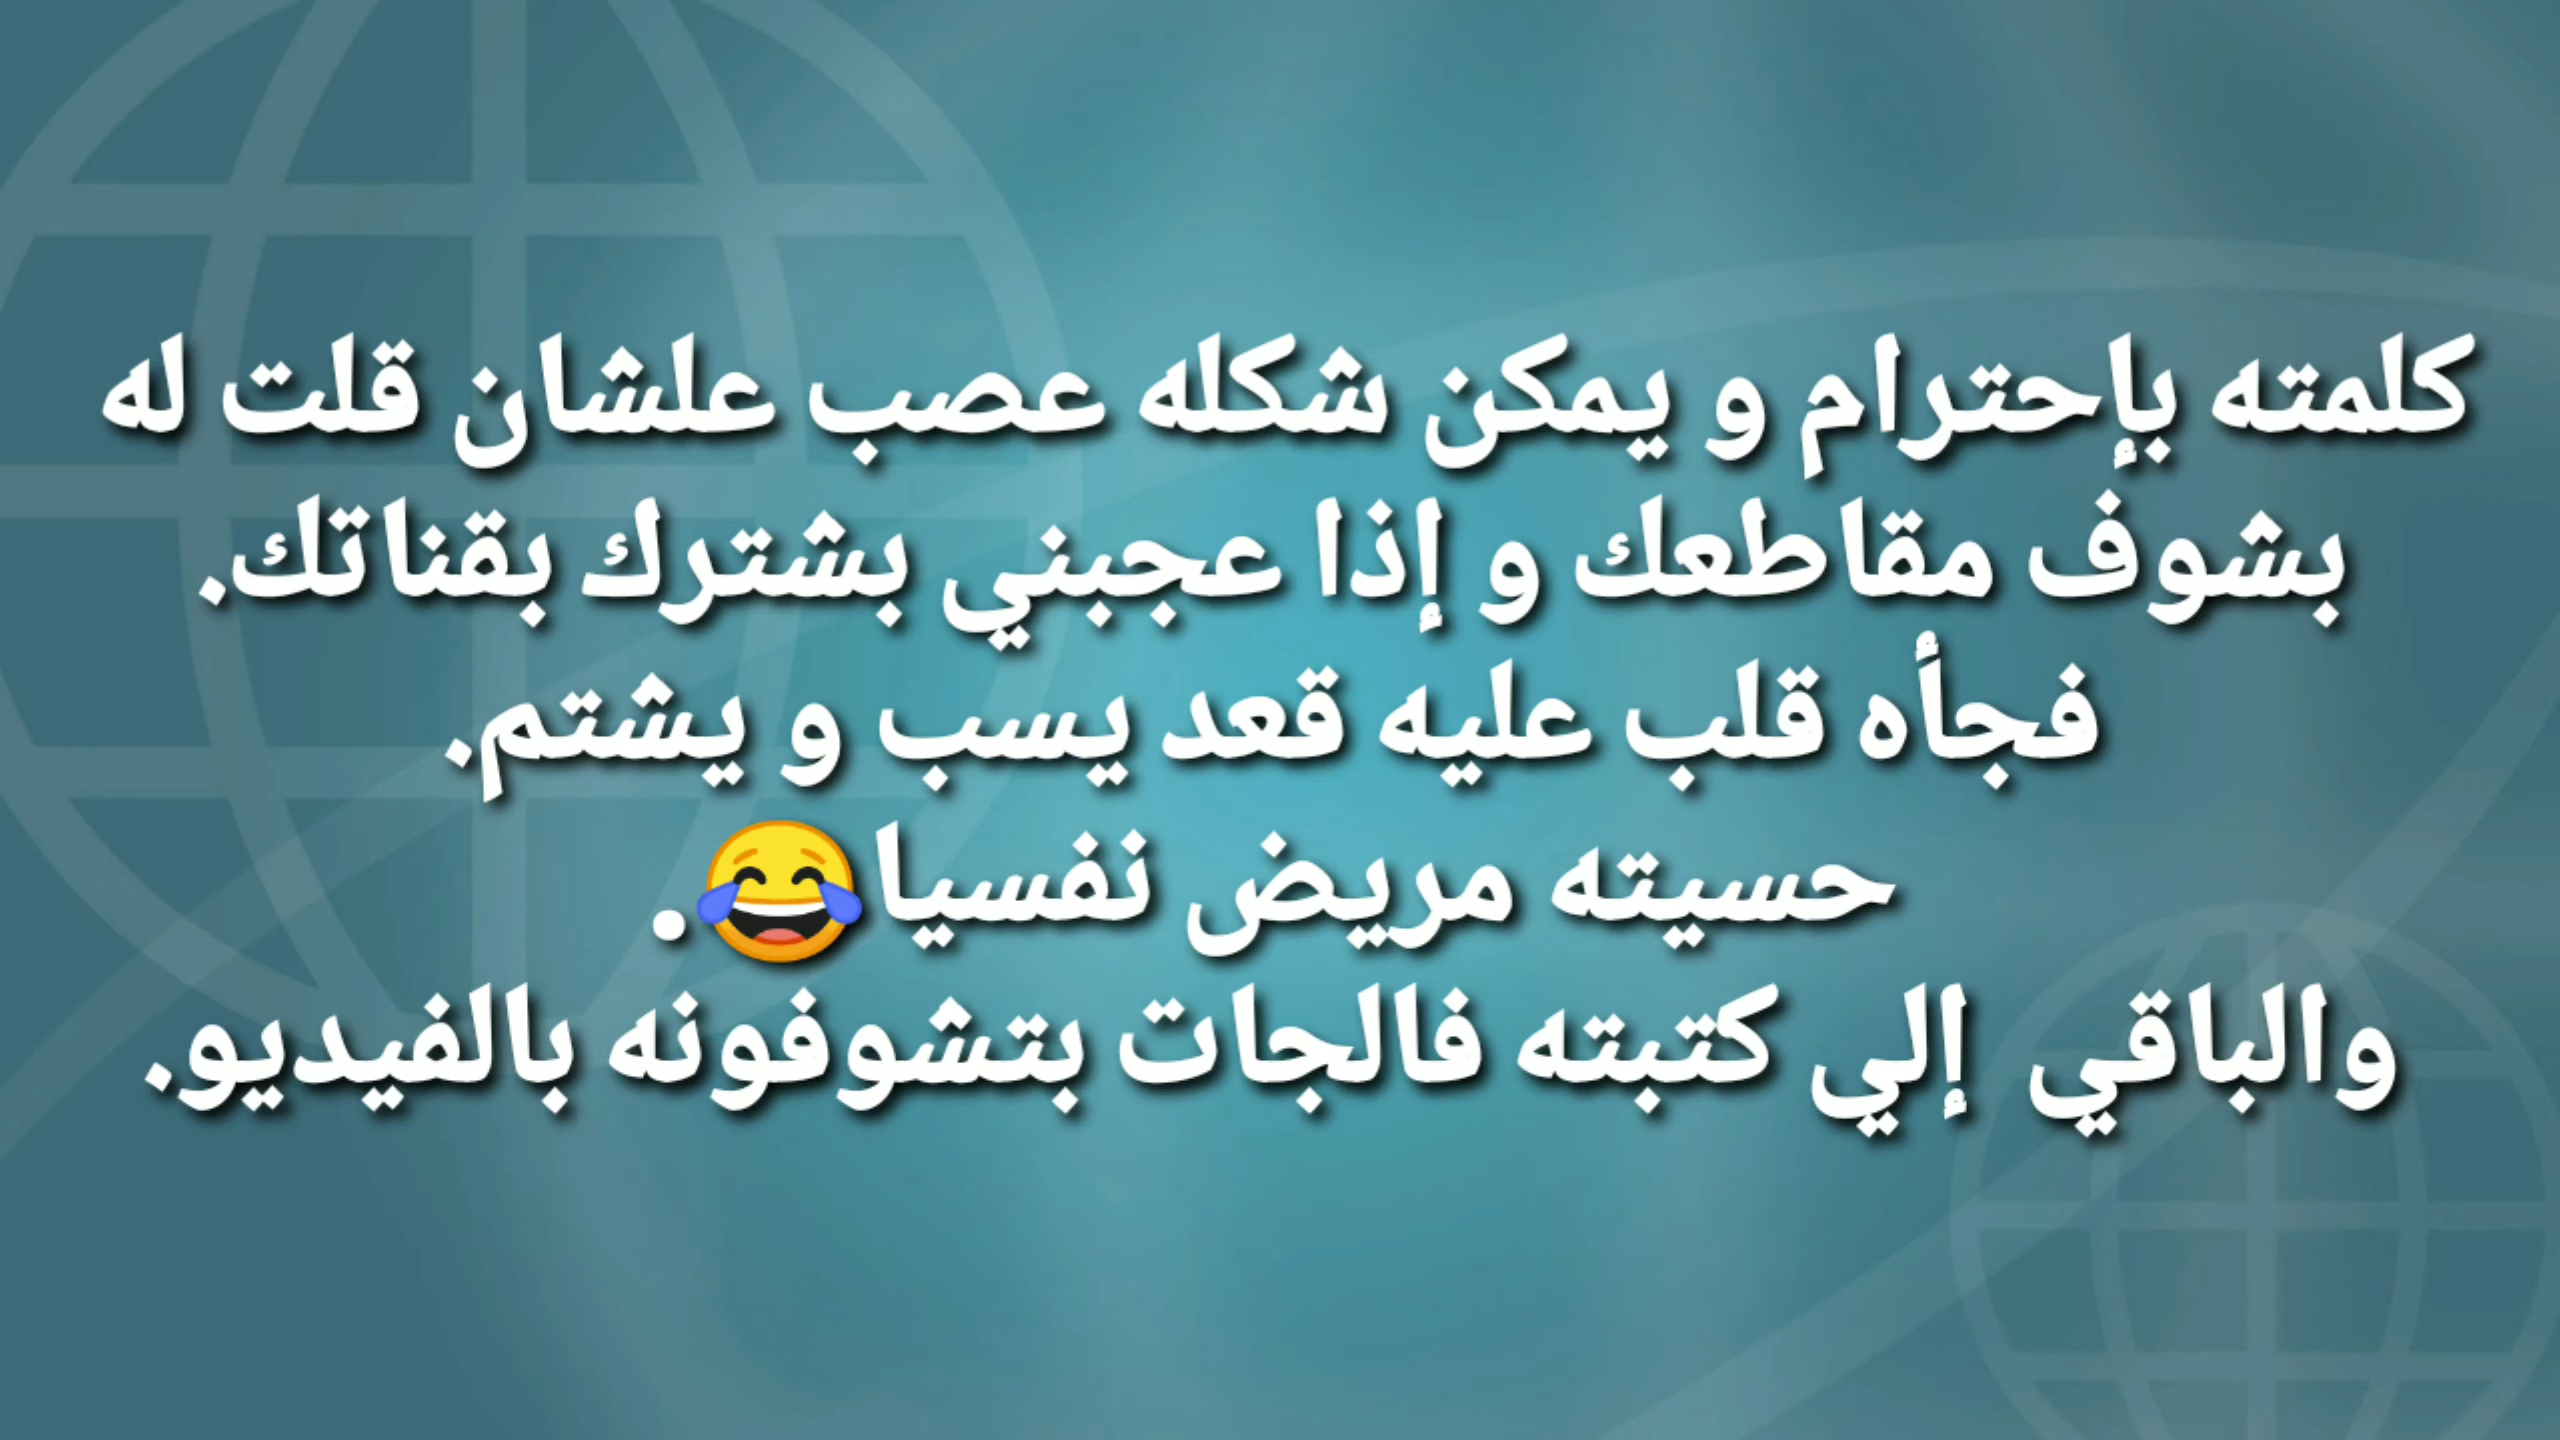 كلمته بإحترام و يمكن شكله عصب علشان قلت له
بشوف مقاطعك و إذا عجبني بشترك بقناتك.
فجأه قلب عليه قعد يسب و يشتم.
حسيته مريض نفسيا😂.
والباقي  إلي كتبته فالجات بتشوفونه بالفيديو.